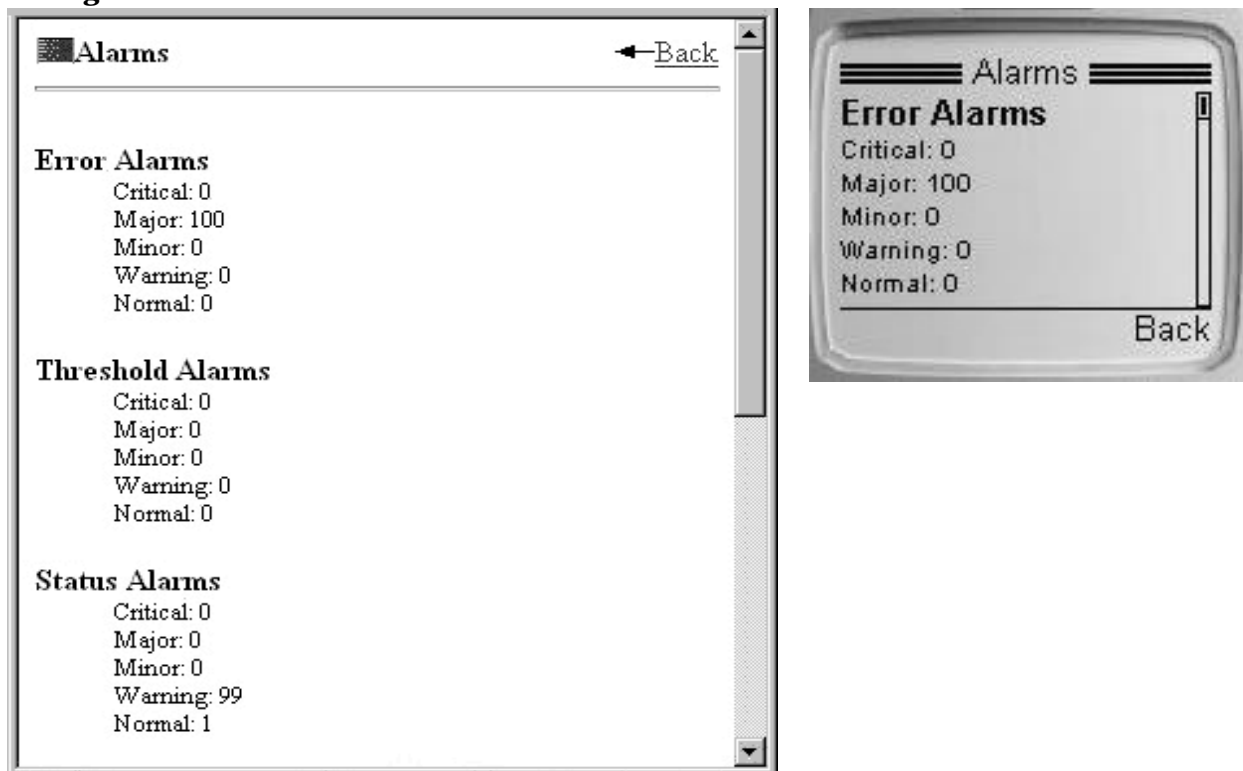 Alarms
Back
Error Alarms
Critical: 0
Major: 100
Minor: 0
Warning: 0
Normal: 0
Threshold Alarms
Critical: 0
Major: 0
Minor: 0
Warning: 0
Normal: 0
Status Alarms
Critical: 0
Major: 0
Minor: 0
Warning: 99
Normal: 1
Alarms
Error Alarms
Critical: 0
Major: 100
Minor: 0
Warning: 0
Normal: 0
Back